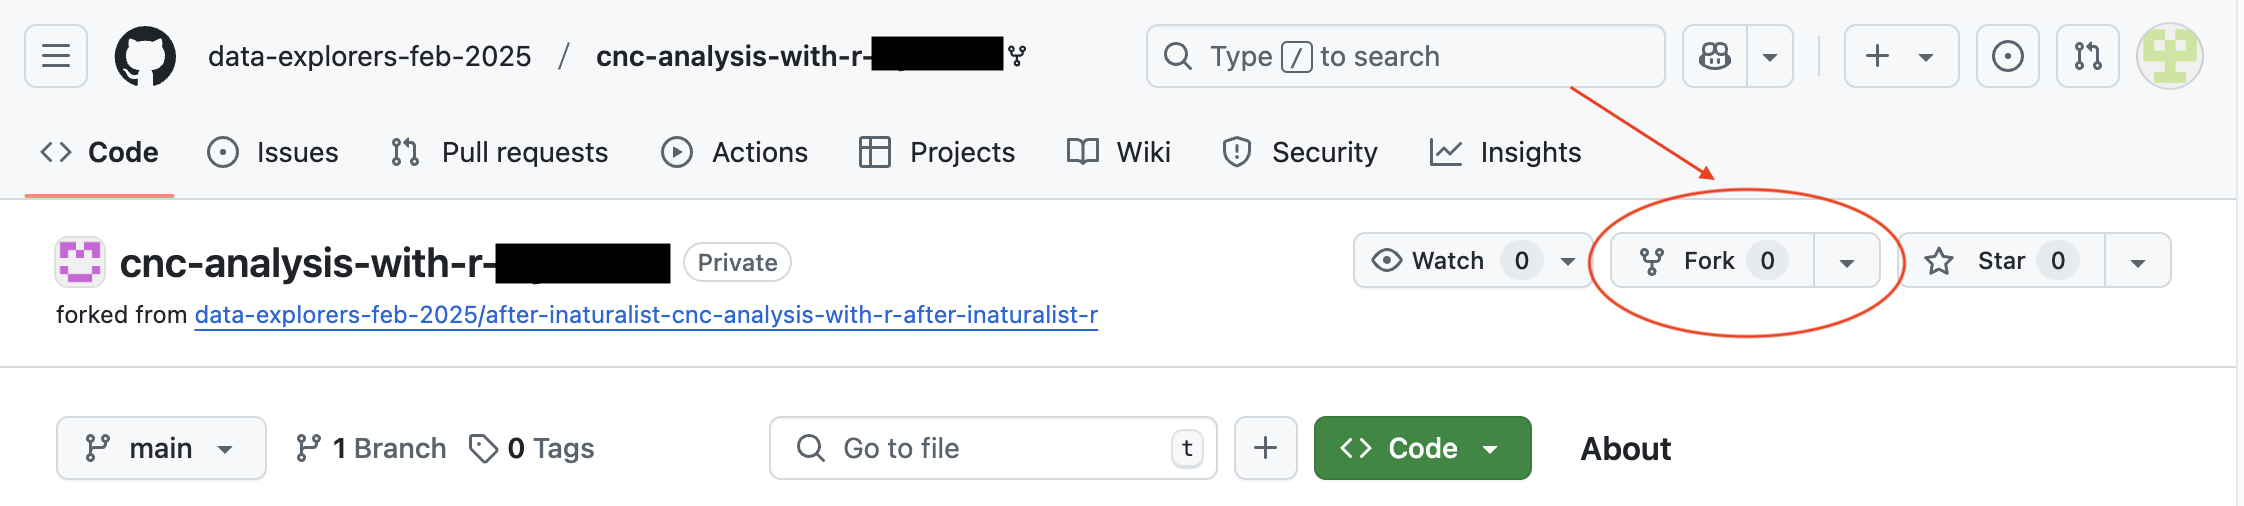 data-explorers-feb-2025 / cnc-analysis-with-r-
Type / to search
Code Issues Pull requests Actions Projects Wiki Security Insights
cnc-analysis-with-r- Private Watch 0 Fork 0 Star 0
forked from data-explorers-feb-2025/after-inaturalist-cnc-analysis-with-r-after-inaturalist-r
main 1 Branch 0 Tags Go to file t + Code About